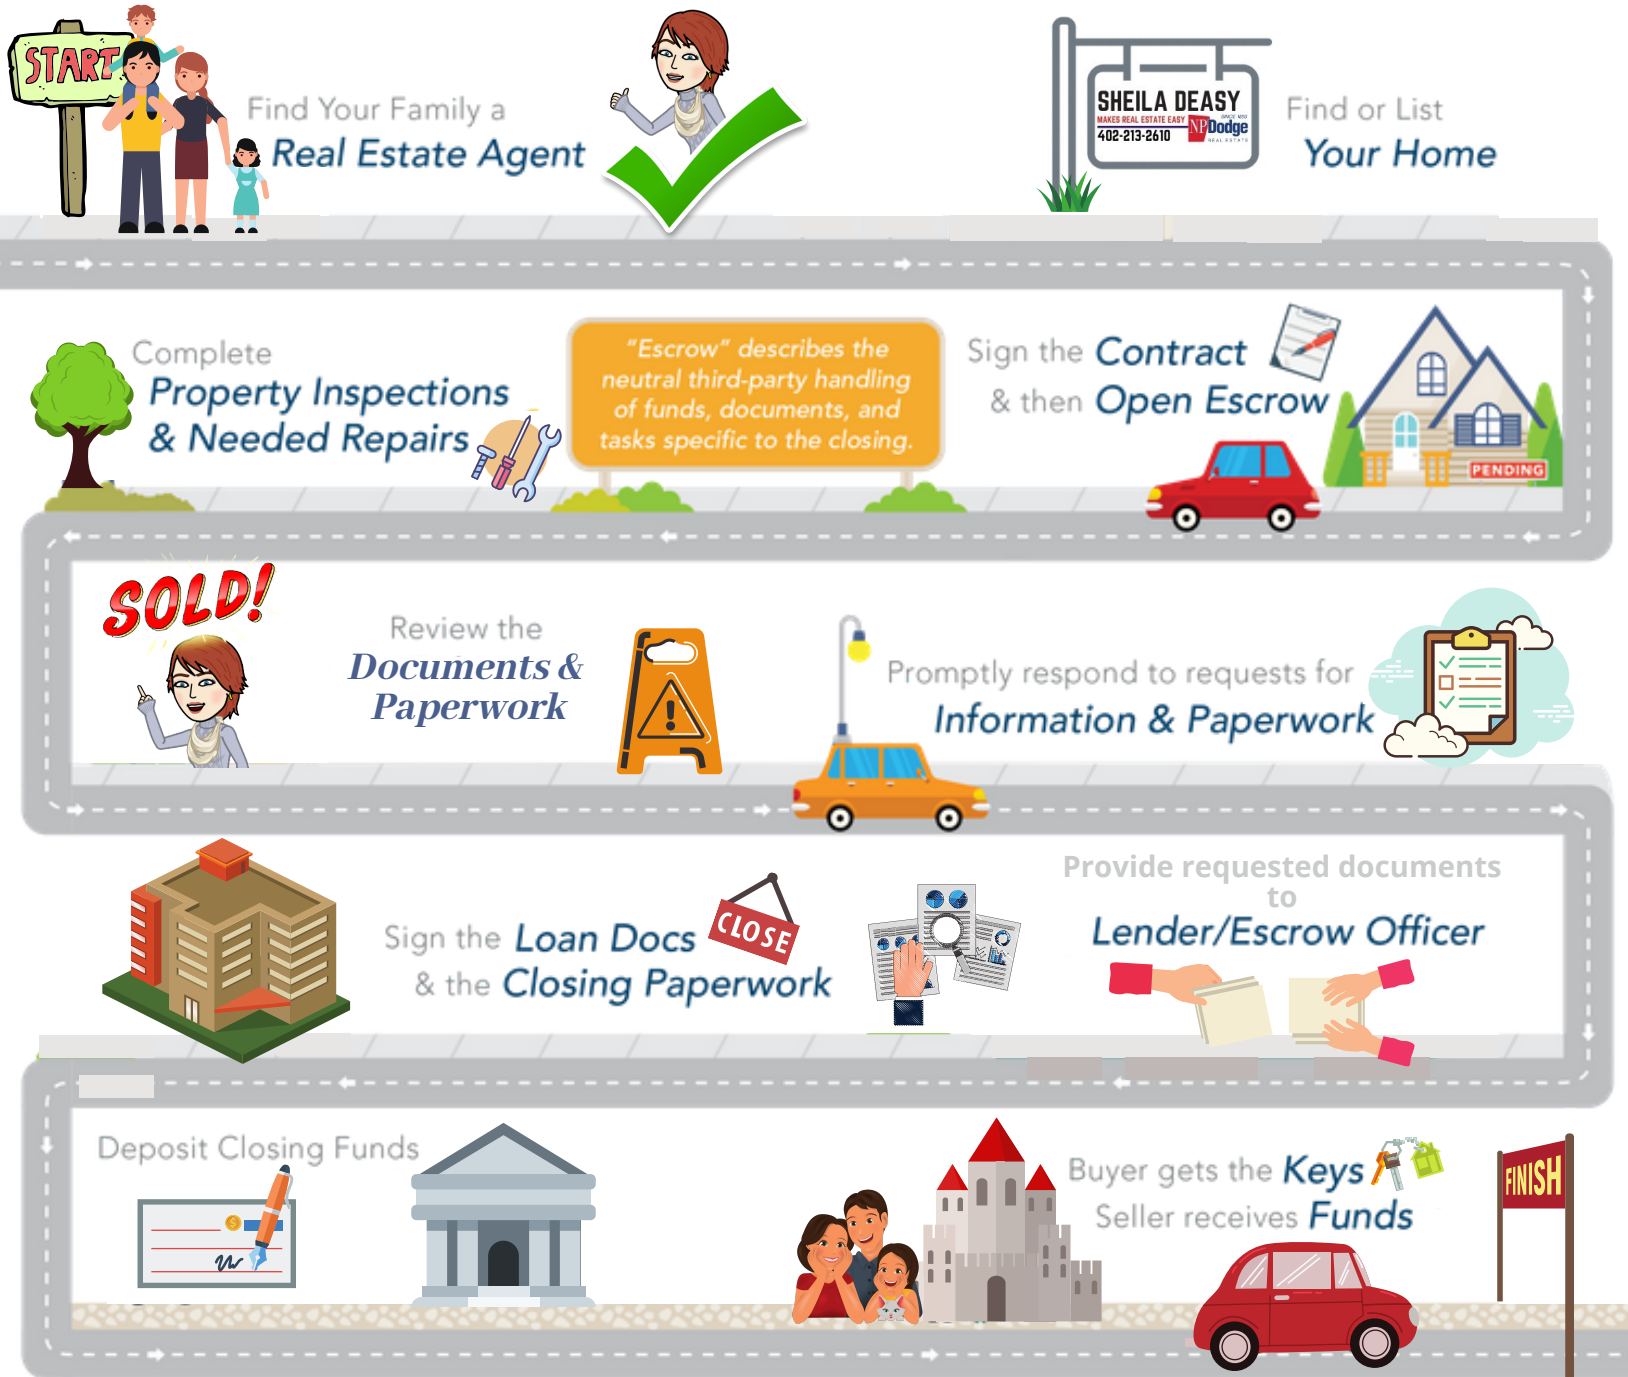 START
Find Your Family a
Real Estate Agent
SHEILA DEASY
MAKES REAL ESTATE EASY
402-213-2610
SINCE 1855
NP Dodge
REAL ESTATE
Find or List
Your Home
Complete
Property Inspections
& Needed Repairs
"Escrow" describes the
neutral third-party handling
of funds, documents, and
tasks specific to the closing.
Sign the Contract
& then Open Escrow
PENDING
SOLD!
Review the
Documents &
Paperwork
!
Promptly respond to requests for
Information & Paperwork
Sign the Loan Docs
& the Closing Paperwork
CLOSE
Provide requested documents
to
Lender/Escrow Officer
Deposit Closing Funds
$
Buyer gets the Keys
Seller receives Funds
FINISH